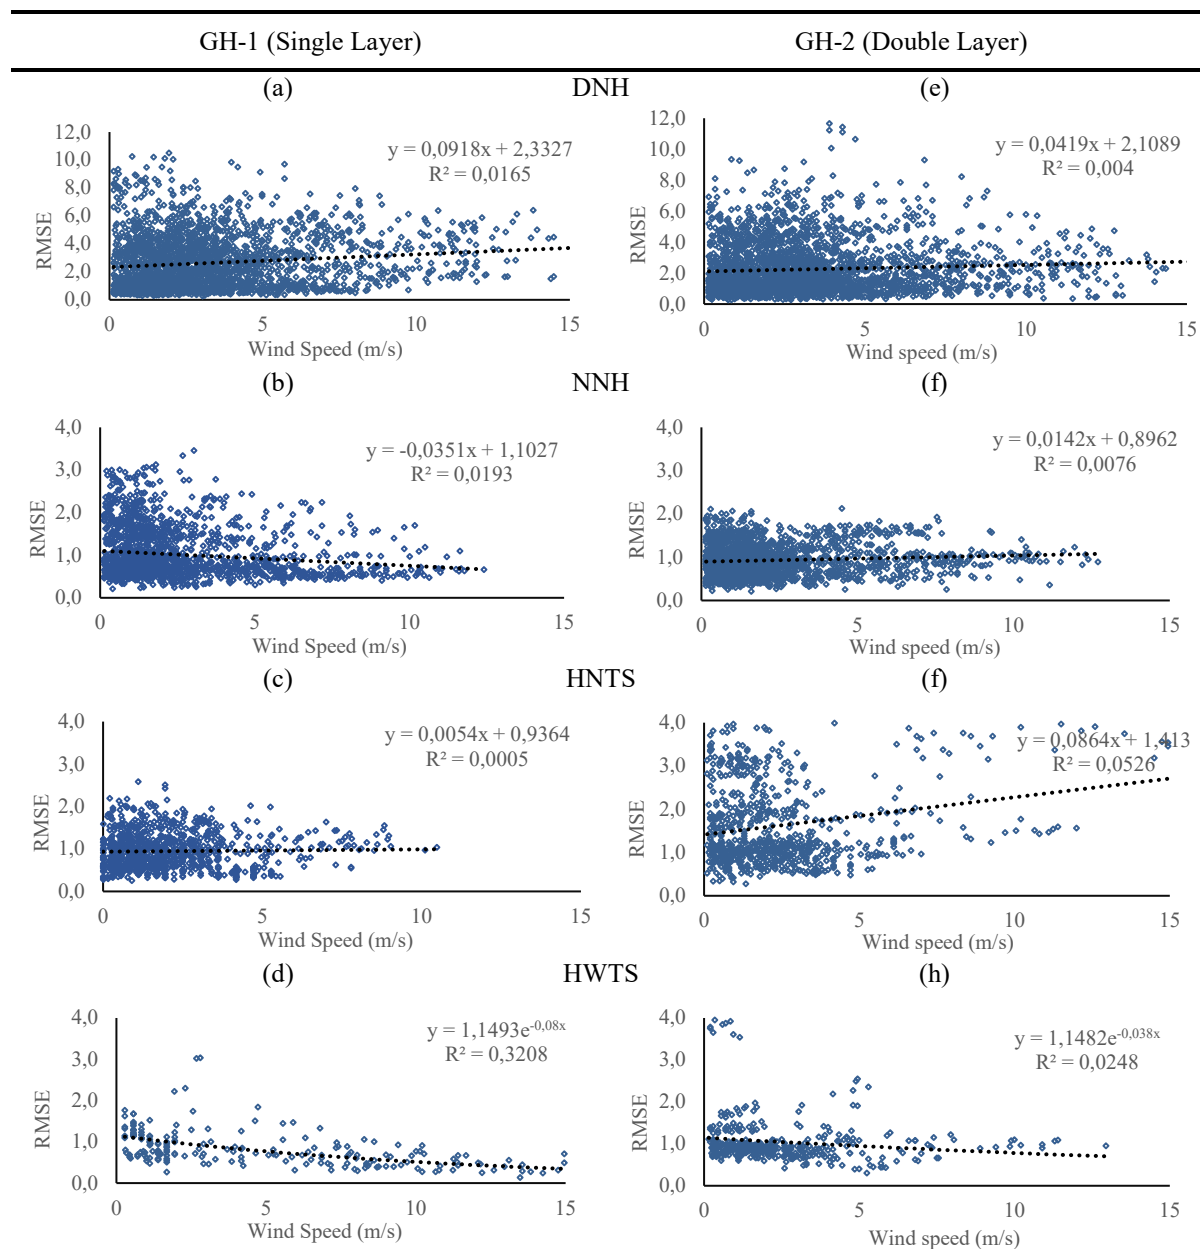 GH-1 (Single Layer) GH-2 (Double Layer)
(a) DNH (e)
12,0
10,0
8,0
6,0
4,0
2,0
0,0
RMSE
y = 0,0918x + 2,3327
R² = 0,0165
0 5 10 15
Wind Speed (m/s)
12,0
10,0
8,0
6,0
4,0
2,0
0,0
RMSE
y = 0,0419x + 2,1089
R² = 0,004
0 5 10 15
Wind speed (m/s)
(b) NNH (f)
4,0
3,0
2,0
1,0
0,0
RMSE
y = -0,0351x + 1,1027
R² = 0,0193
0 5 10 15
Wind Speed (m/s)
4,0
3,0
2,0
1,0
0,0
RMSE
y = 0,0142x + 0,8962
R² = 0,0076
0 5 10 15
Wind speed (m/s)
(c) HNTS (f)
4,0
3,0
2,0
1,0
0,0
RMSE
y = 0,0054x + 0,9364
R² = 0,0005
0 5 10 15
Wind Speed (m/s)
4,0
3,0
2,0
1,0
0,0
RMSE
y = 0,0864x + 1,413
R² = 0,0526
0 5 10 15
Wind speed (m/s)
(d) HWTS (h)
4,0
3,0
2,0
1,0
0,0
RMSE
y = 1,1493e^-0,08x
R² = 0,3208
0 5 10 15
Wind Speed (m/s)
4,0
3,0
2,0
1,0
0,0
RMSE
y = 1,1482e^-0,038x
R² = 0,0248
0 5 10 15
Wind speed (m/s)